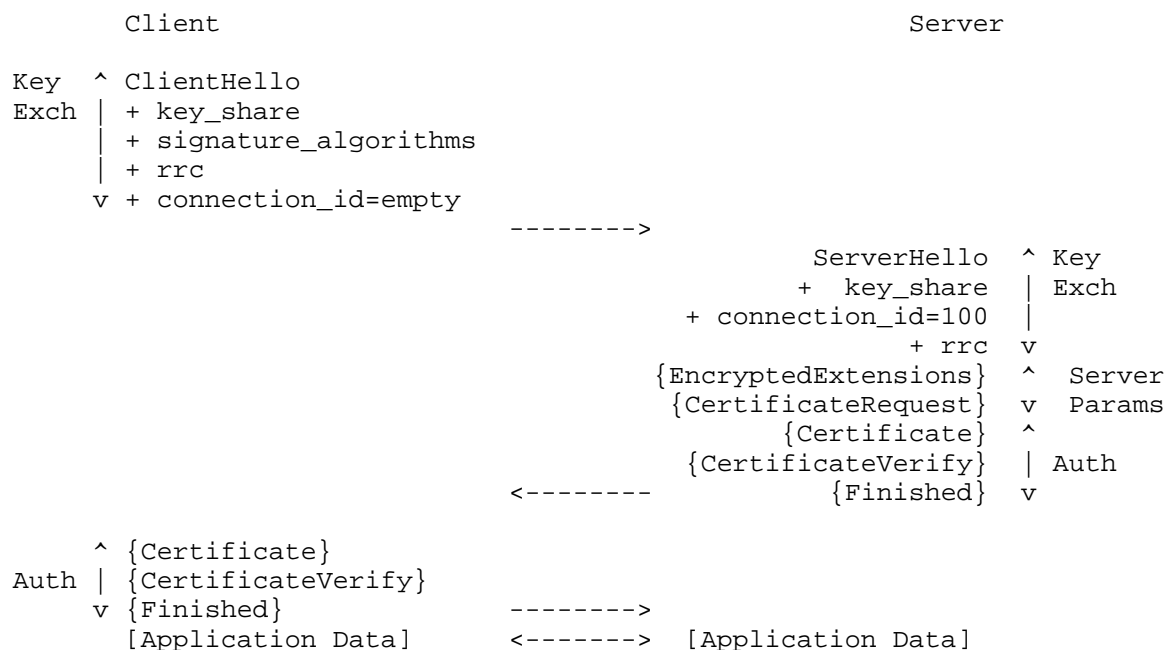 Client                                           Server

Key  ^ ClientHello
Exch | + key_share
     | + signature_algorithms
     | + rrc
     v + connection_id=empty
                               -------->
                                                  ServerHello  ^ Key
                                                 +  key_share  | Exch
                                          + connection_id=100  |
                                                        + rrc  v
                                        {EncryptedExtensions}  ^  Server
                                         {CertificateRequest}  v  Params
                                                {Certificate}  ^
                                          {CertificateVerify}  | Auth
                               <--------           {Finished}  v

     ^ {Certificate}
Auth | {CertificateVerify}
     v {Finished}              -------->
       [Application Data]      <------->  [Application Data]